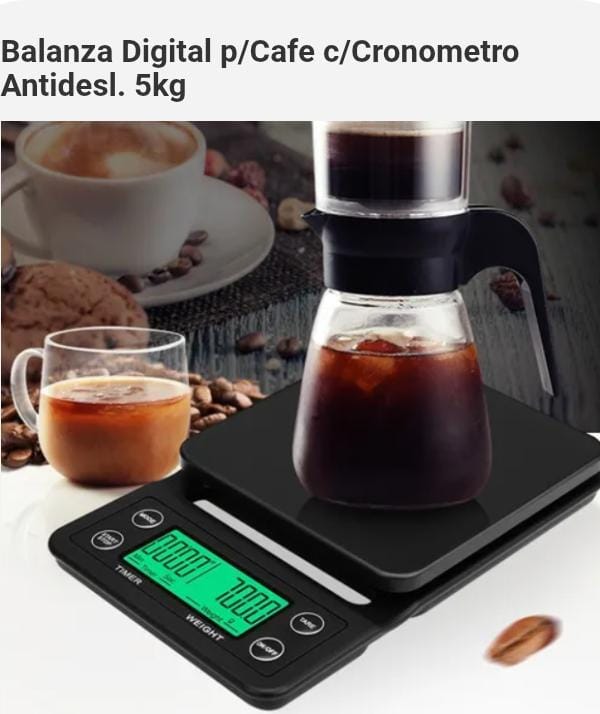 Balanza Digital p/Cafe c/Cronometro
Antidesl. 5kg
MODE
START
STOP
TIMER
TARE
ON/OFF
WEIGHT